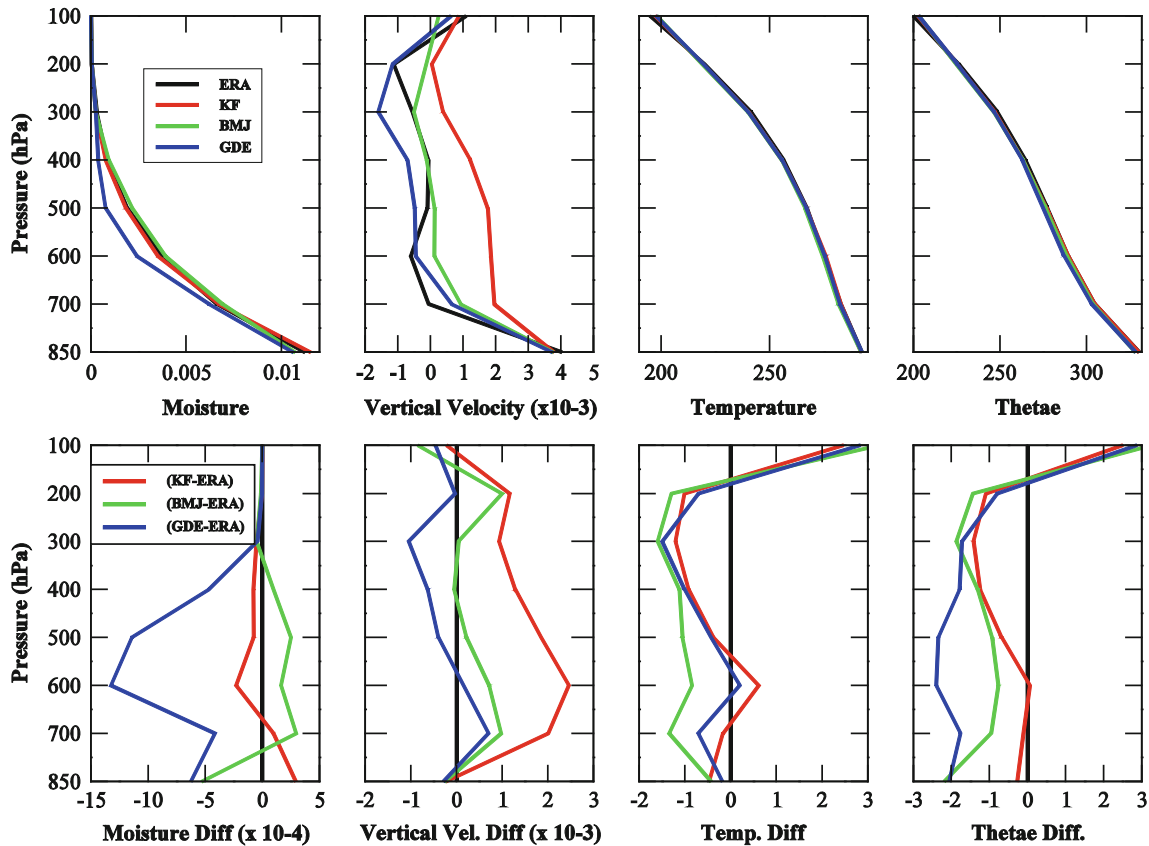 100
200
300
400
500
600
700
850
Pressure (hPa)
ERA
KF
BMJ
GDE
0 0.005 0.01
Moisture
-2 -1 0 1 2 3 4 5
Vertical Velocity (x10-3)
200 250
Temperature
200 250 300
Thetae
100
200
300
400
500
600
700
850
Pressure (hPa)
(KF-ERA)
(BMJ-ERA)
(GDE-ERA)
-15 -10 -5 0 5
Moisture Diff (x 10-4)
-2 -1 0 1 2 3
Vertical Vel. Diff (x 10-3)
-2 -1 0 1 2 3
Temp. Diff
-3 -2 -1 0 1 2 3
Thetae Diff.